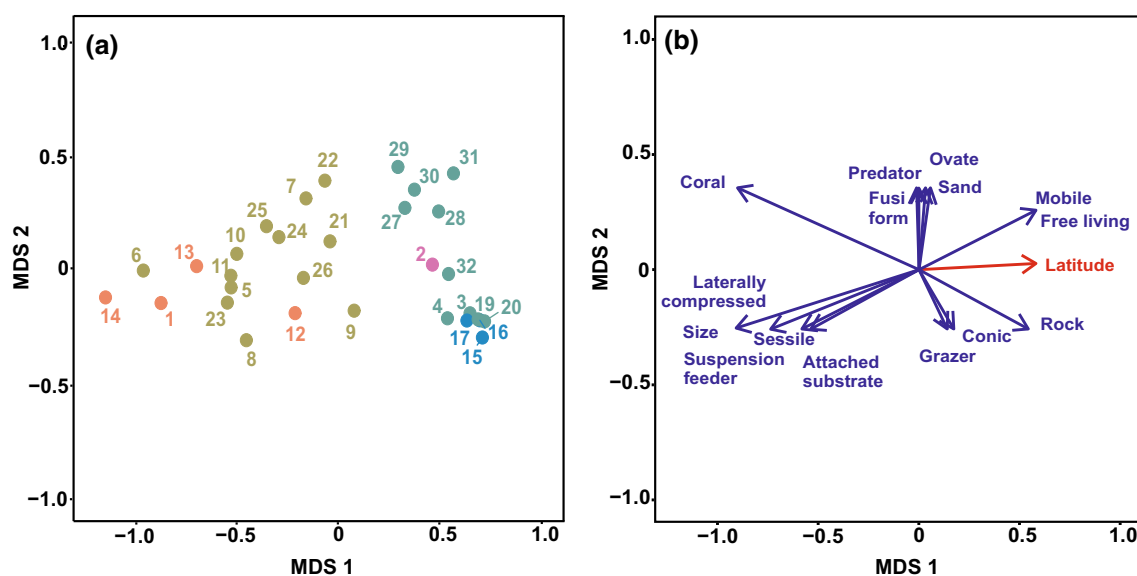 (a)
MDS 2
1.0
0.5
0
−0.5
−1.0
29
31
30
22
7
27
28
25
24
21
10
13
2
6
11
26
32
5
14
1
23
12
9
4
3
19
20
17
16
8
15
−1.0
−0.5
0
0.5
1.0
MDS 1
(b)
MDS 2
1.0
0.5
0
−0.5
−1.0
Ovate
Predator
Coral
Fusi
form
Sand
Mobile
Free living
Latitude
Laterally
compressed
Size
Sessile
Conic
Rock
Suspension
feeder
Attached
substrate
Grazer
−1.0
−0.5
0
0.5
1.0
MDS 1